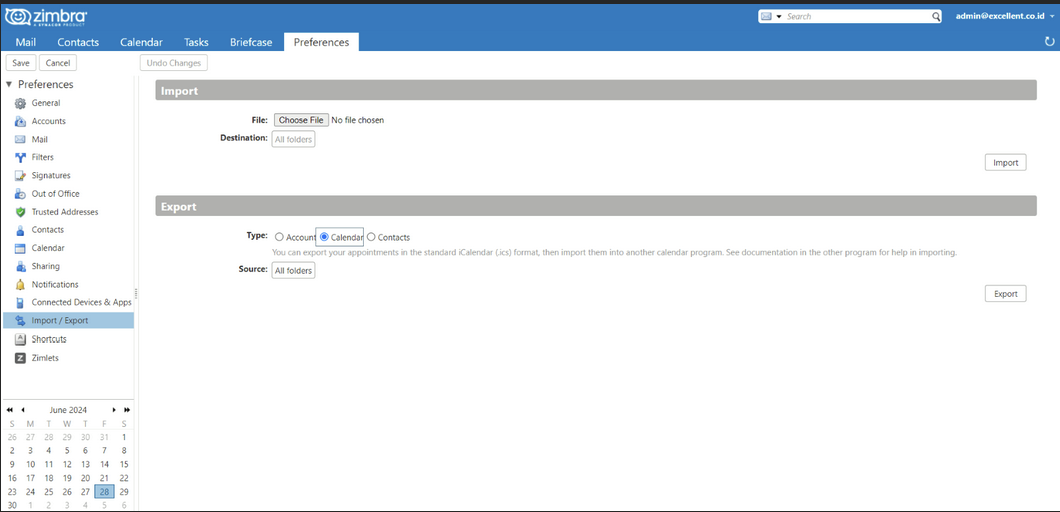 zimbra
A SYNACOR PRODUCT
Search
admin@excellent.co.id
Mail Contacts Calendar Tasks Briefcase Preferences
Save Cancel Undo Changes
Preferences
General
Accounts
Mail
Filters
Signatures
Out of Office
Trusted Addresses
Contacts
Calendar
Sharing
Notifications
Connected Devices & Apps
Import / Export
Shortcuts
Zimlets
June 2024
S M T W T F S
26 27 28 29 30 31 1
2 3 4 5 6 7 8
9 10 11 12 13 14 15
16 17 18 19 20 21 22
23 24 25 26 27 28 29
30 1 2 3 4 5 6
Import
File: Choose File No file chosen
Destination: All folders
Import
Export
Type: Account Calendar Contacts
You can export your appointments in the standard iCalendar (.ics) format, then import them into another calendar program. See documentation in the other program for help in importing.
Source: All folders
Export